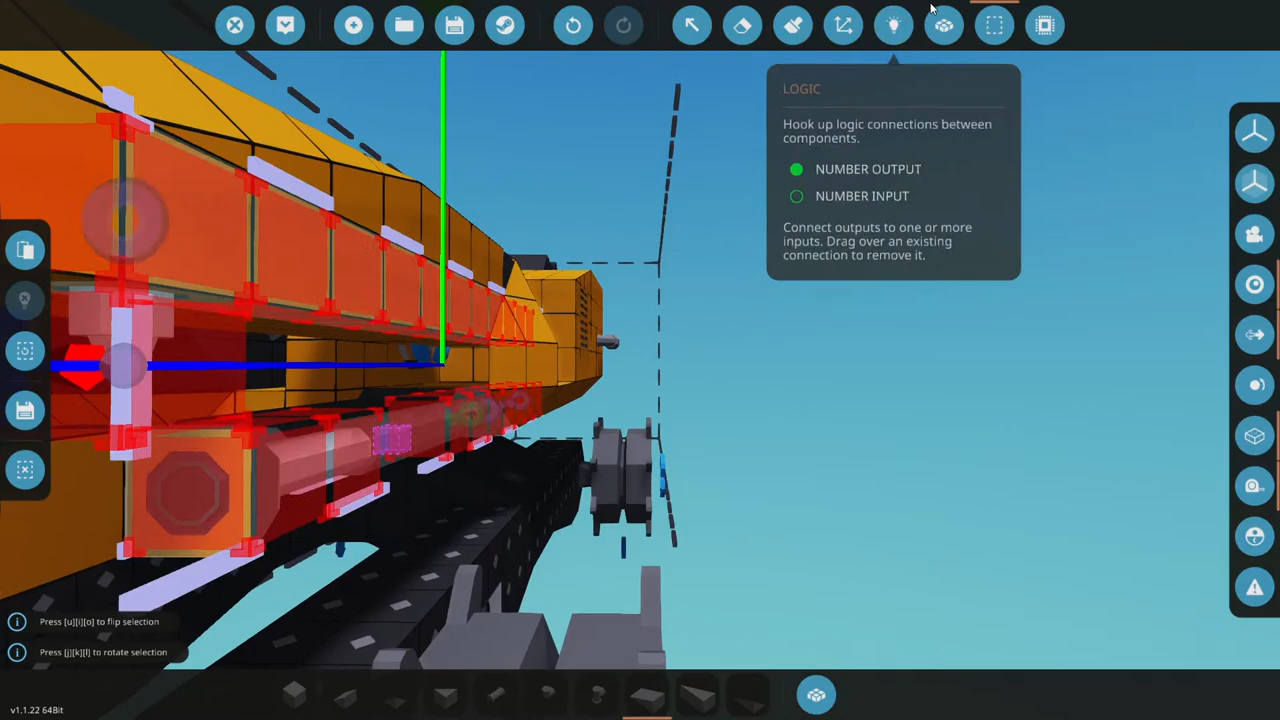 LOGIC
Hook up logic connections between
components.
NUMBER OUTPUT
NUMBER INPUT
Connect outputs to one or more
inputs. Drag over an existing
connection to remove it.
Press [u][i][o] to flip selection
Press [j][k][l] to rotate selection
v1.1.22 64Bit